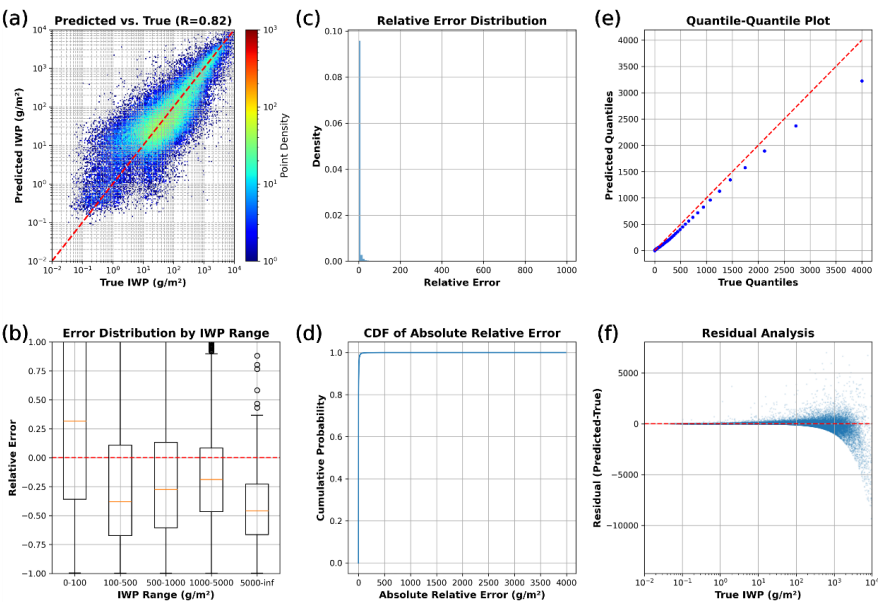 (a)
Predicted vs. True (R=0.82)
10⁴
10³
10²
10¹
10⁰
10⁻¹
10⁻²
Predicted IWP (g/m²)
10⁻² 10⁻¹ 10⁰ 10¹ 10² 10³ 10⁴
True IWP (g/m²)
10³
10²
10¹
10⁰
Point Density
(c)
Relative Error Distribution
0.10
0.08
0.06
0.04
0.02
0.00
Density
0 200 400 600 800 1000
Relative Error
(e)
Quantile-Quantile Plot
4000
3500
3000
2500
2000
1500
1000
500
0
Predicted Quantiles
0 500 1000 1500 2000 2500 3000 3500 4000
True Quantiles
(b)
Error Distribution by IWP Range
1.00
0.75
0.50
0.25
0.00
−0.25
−0.50
−0.75
−1.00
Relative Error
0-100 100-500 500-1000 1000-5000 5000-inf
IWP Range (g/m²)
(d)
CDF of Absolute Relative Error
1.0
0.8
0.6
0.4
0.2
0.0
Cumulative Probability
0 500 1000 1500 2000 2500 3000 3500 4000
Absolute Relative Error (g/m²)
(f)
Residual Analysis
5000
0
−5000
−10000
Residual (Predicted-True)
10⁻² 10⁻¹ 10⁰ 10¹ 10² 10³ 10⁴
True IWP (g/m²)